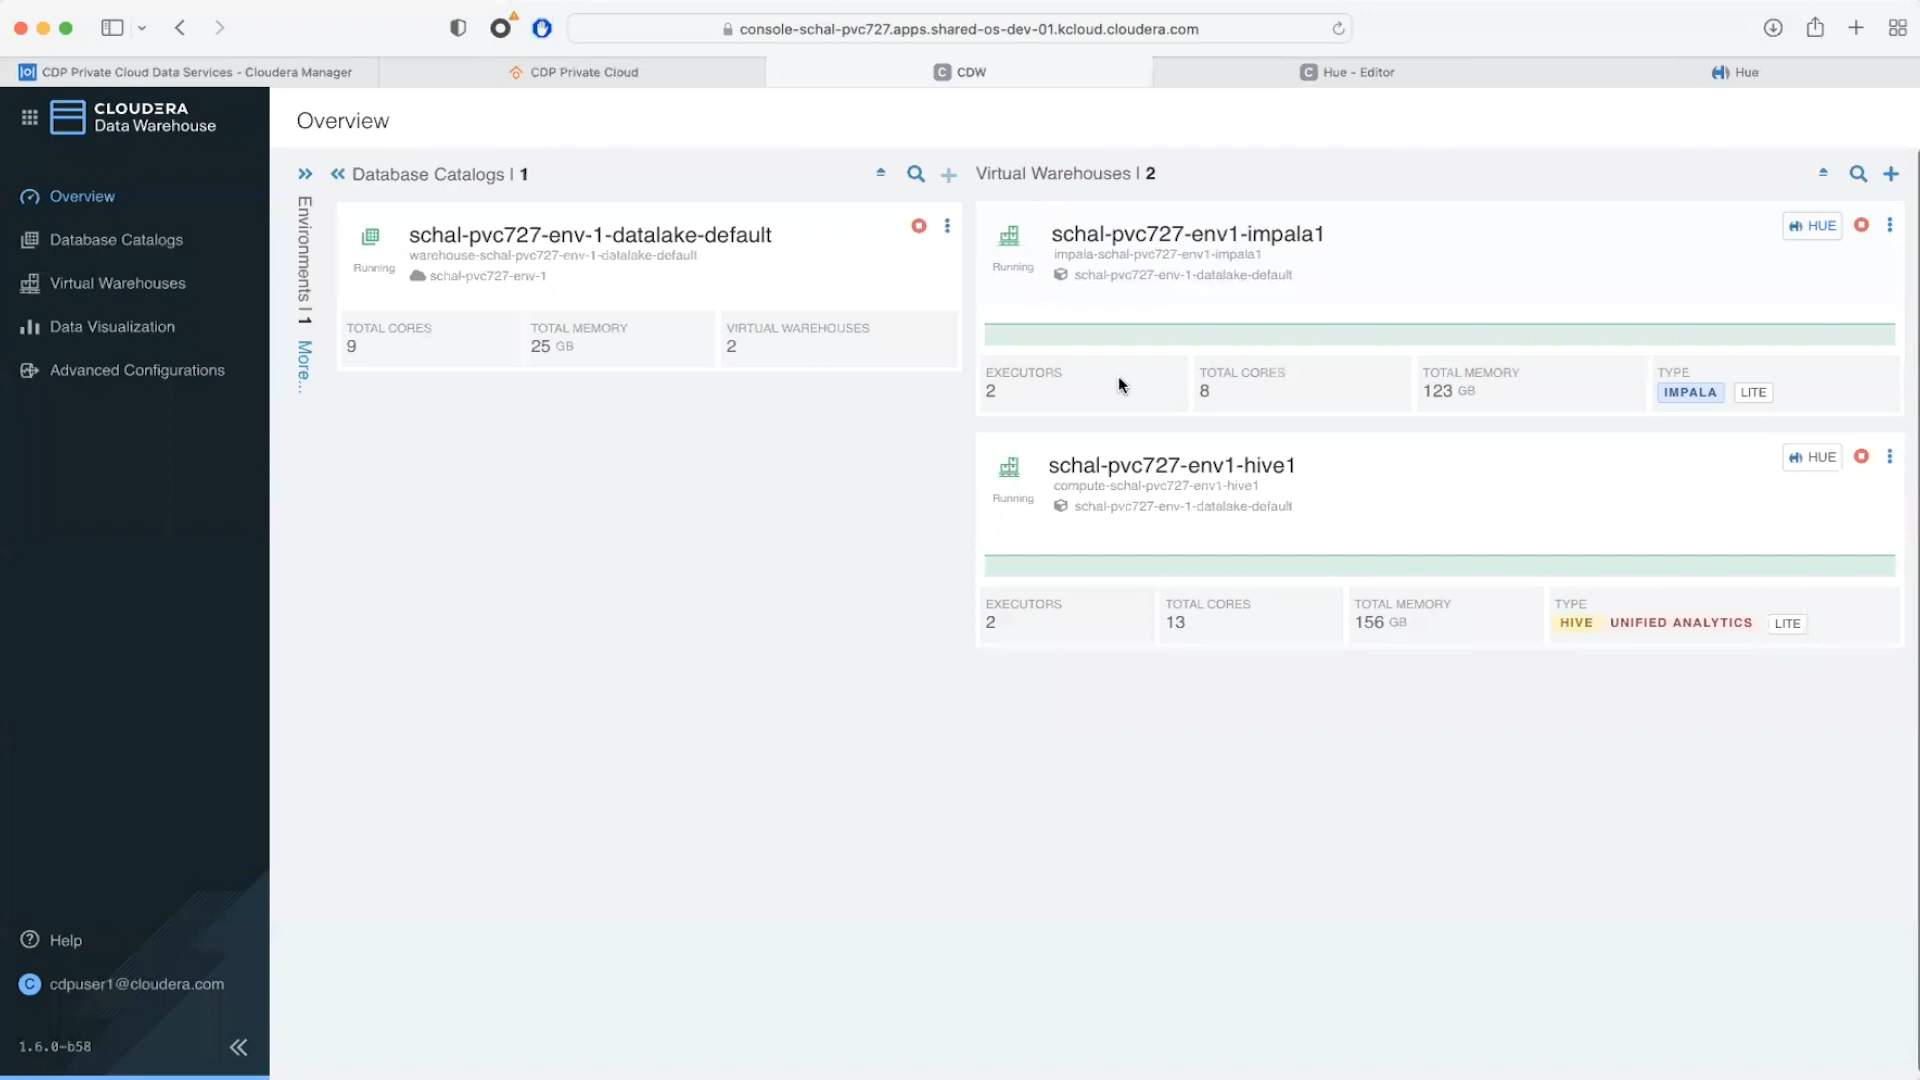 console-schal-pvc727.apps.shared-os-dev-01.kcloud.cloudera.com
CDP Private Cloud Data Services - Cloudera Manager
CDP Private Cloud
CDW
Hue - Editor
Hue
CLOUDERA
Data Warehouse
Overview
Database Catalogs
Virtual Warehouses
Data Visualization
Advanced Configurations
Help
C cdpuser1@cloudera.com
1.6.0-b58
Overview
Environments | 1 More...
Database Catalogs | 1
Running
schal-pvc727-env-1-datalake-default
warehouse-schal-pvc727-env-1-datalake-default
schal-pvc727-env-1
TOTAL CORES
9
TOTAL MEMORY
25 GB
VIRTUAL WAREHOUSES
2
Virtual Warehouses | 2
Running
schal-pvc727-env1-impala1
impala-schal-pvc727-env1-impala1
schal-pvc727-env-1-datalake-default
HUE
EXECUTORS
2
TOTAL CORES
8
TOTAL MEMORY
123 GB
TYPE
IMPALA LITE
Running
schal-pvc727-env1-hive1
compute-schal-pvc727-env1-hive1
schal-pvc727-env-1-datalake-default
HUE
EXECUTORS
2
TOTAL CORES
13
TOTAL MEMORY
156 GB
TYPE
HIVE UNIFIED ANALYTICS LITE